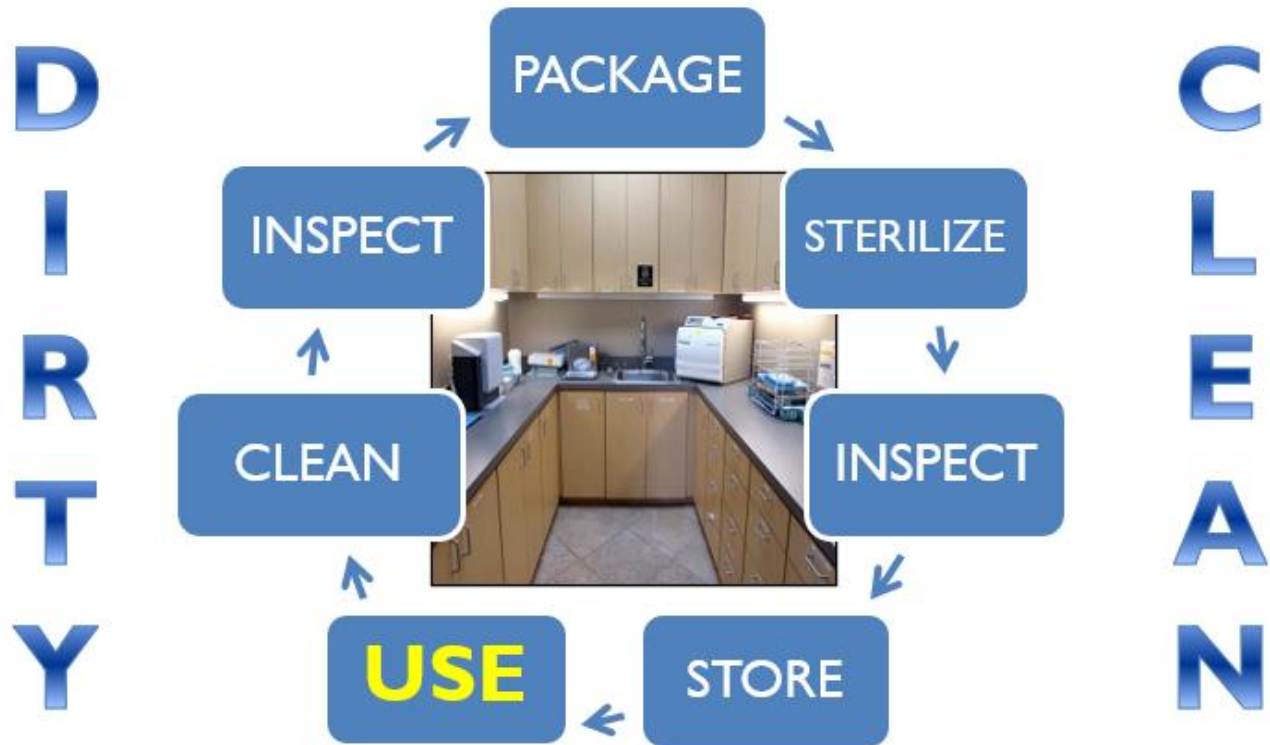 DIRTY
PACKAGE
STERILIZE
INSPECT
STORE
USE
CLEAN
INSPECT
CLEAN